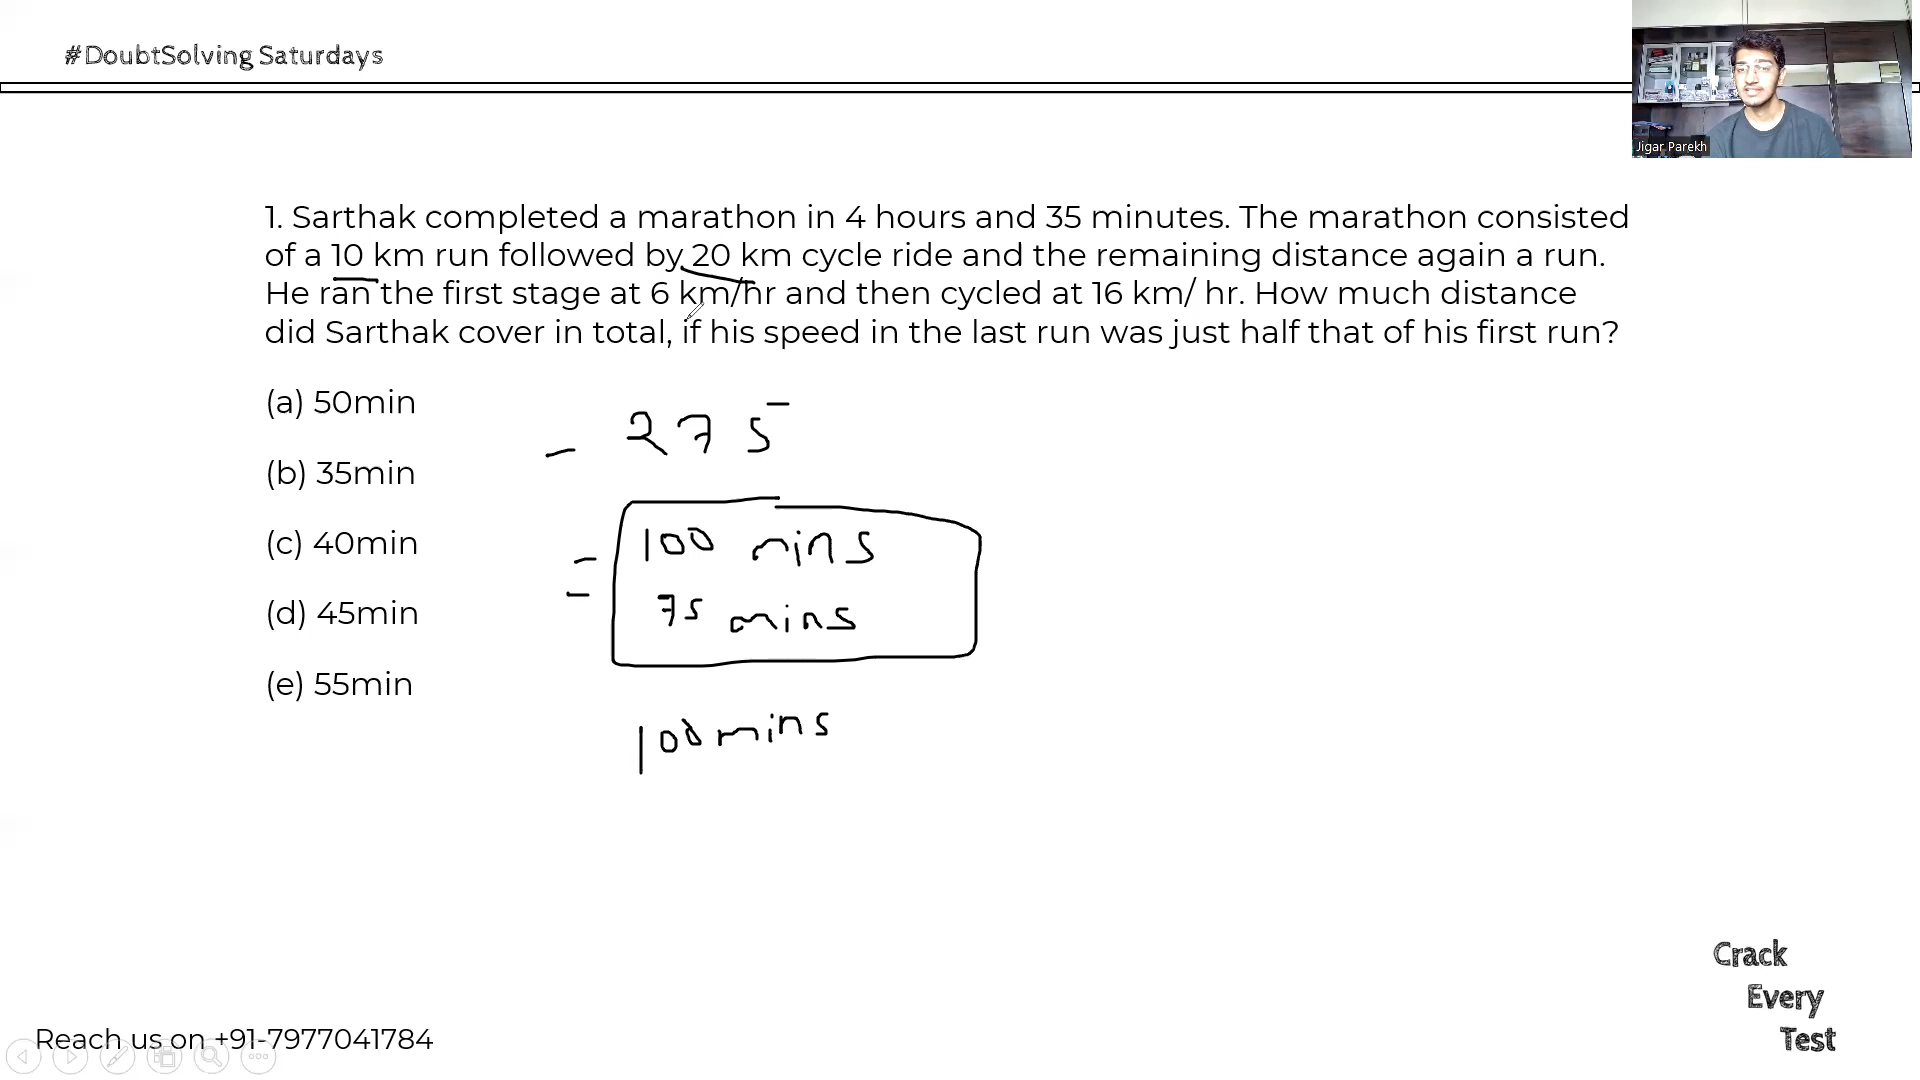 #DoubtSolving Saturdays
Jigar Parekh
1. Sarthak completed a marathon in 4 hours and 35 minutes. The marathon consisted
of a 10 km run followed by 20 km cycle ride and the remaining distance again a run.
He ran the first stage at 6 km/hr and then cycled at 16 km/ hr. How much distance
did Sarthak cover in total, if his speed in the last run was just half that of his first run?
(a) 50min
(b) 35min
(c) 40min
(d) 45min
(e) 55min
- 275
= 100 mins
75 mins
100 mins
Crack
Every
Test
Reach us on +91-7977041784